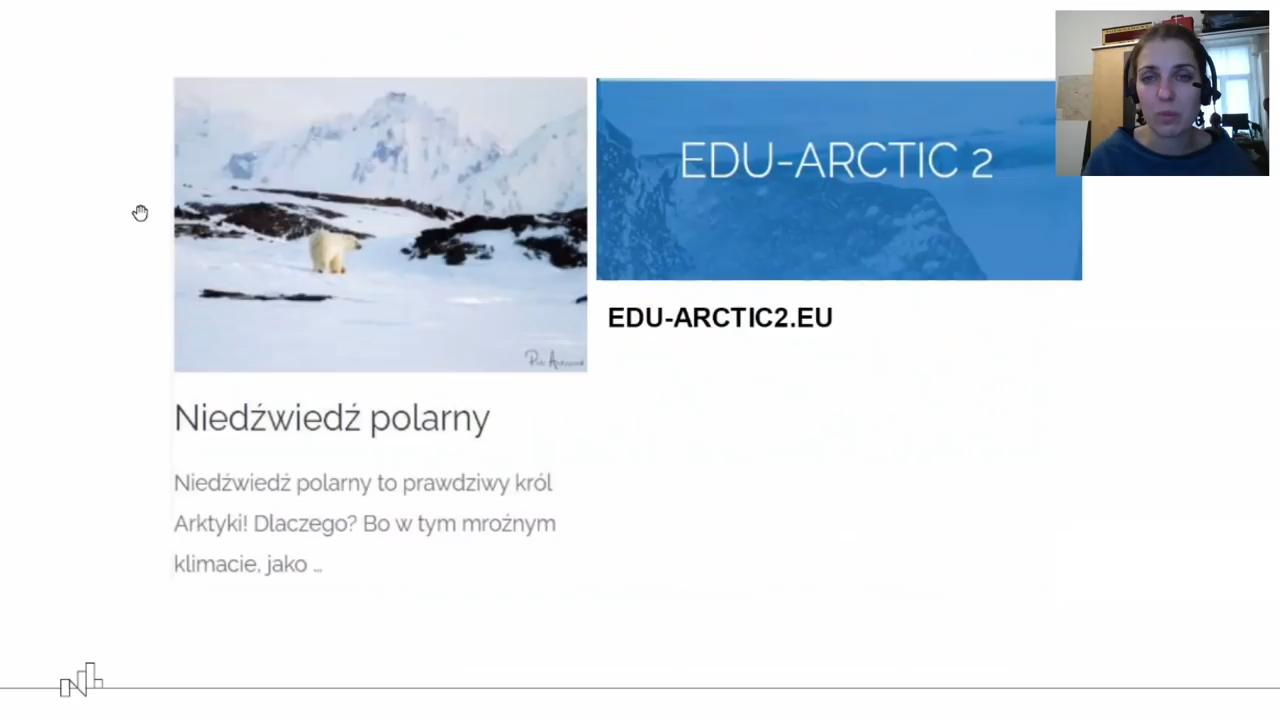 EDU-ARCTIC 2
EDU-ARCTIC2.EU
Niedźwiedź polarny
Niedźwiedź polarny to prawdziwy król
Arktyki! Dlaczego? Bo w tym mroźnym
klimacie, jako ...